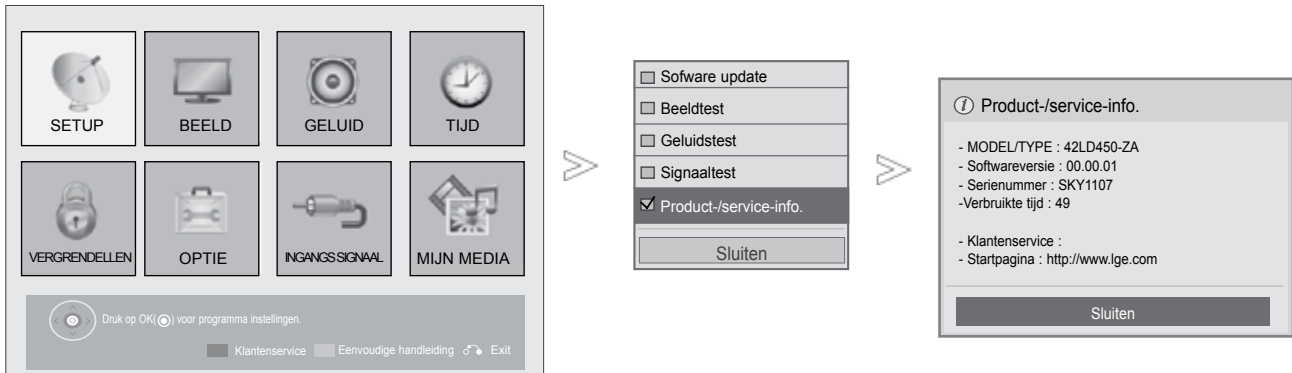 SETUP
BEELD
GELUID
TIJD
VERGRENDELLEN
OPTIE
INGANGSSIGNAAL
MIJN MEDIA
Druk op OK(◉) voor programma instellingen.
Klantenservice Eenvoudige handleiding Exit
Sofware update
Beeldtest
Geluidstest
Signaaltest
Product-/service-info.
Sluiten
Product-/service-info.
- MODEL/TYPE : 42LD450-ZA
- Softwareversie : 00.00.01
- Serienummer : SKY1107
-Verbruikte tijd : 49
- Klantenservice :
- Startpagina : http://www.lge.com
Sluiten